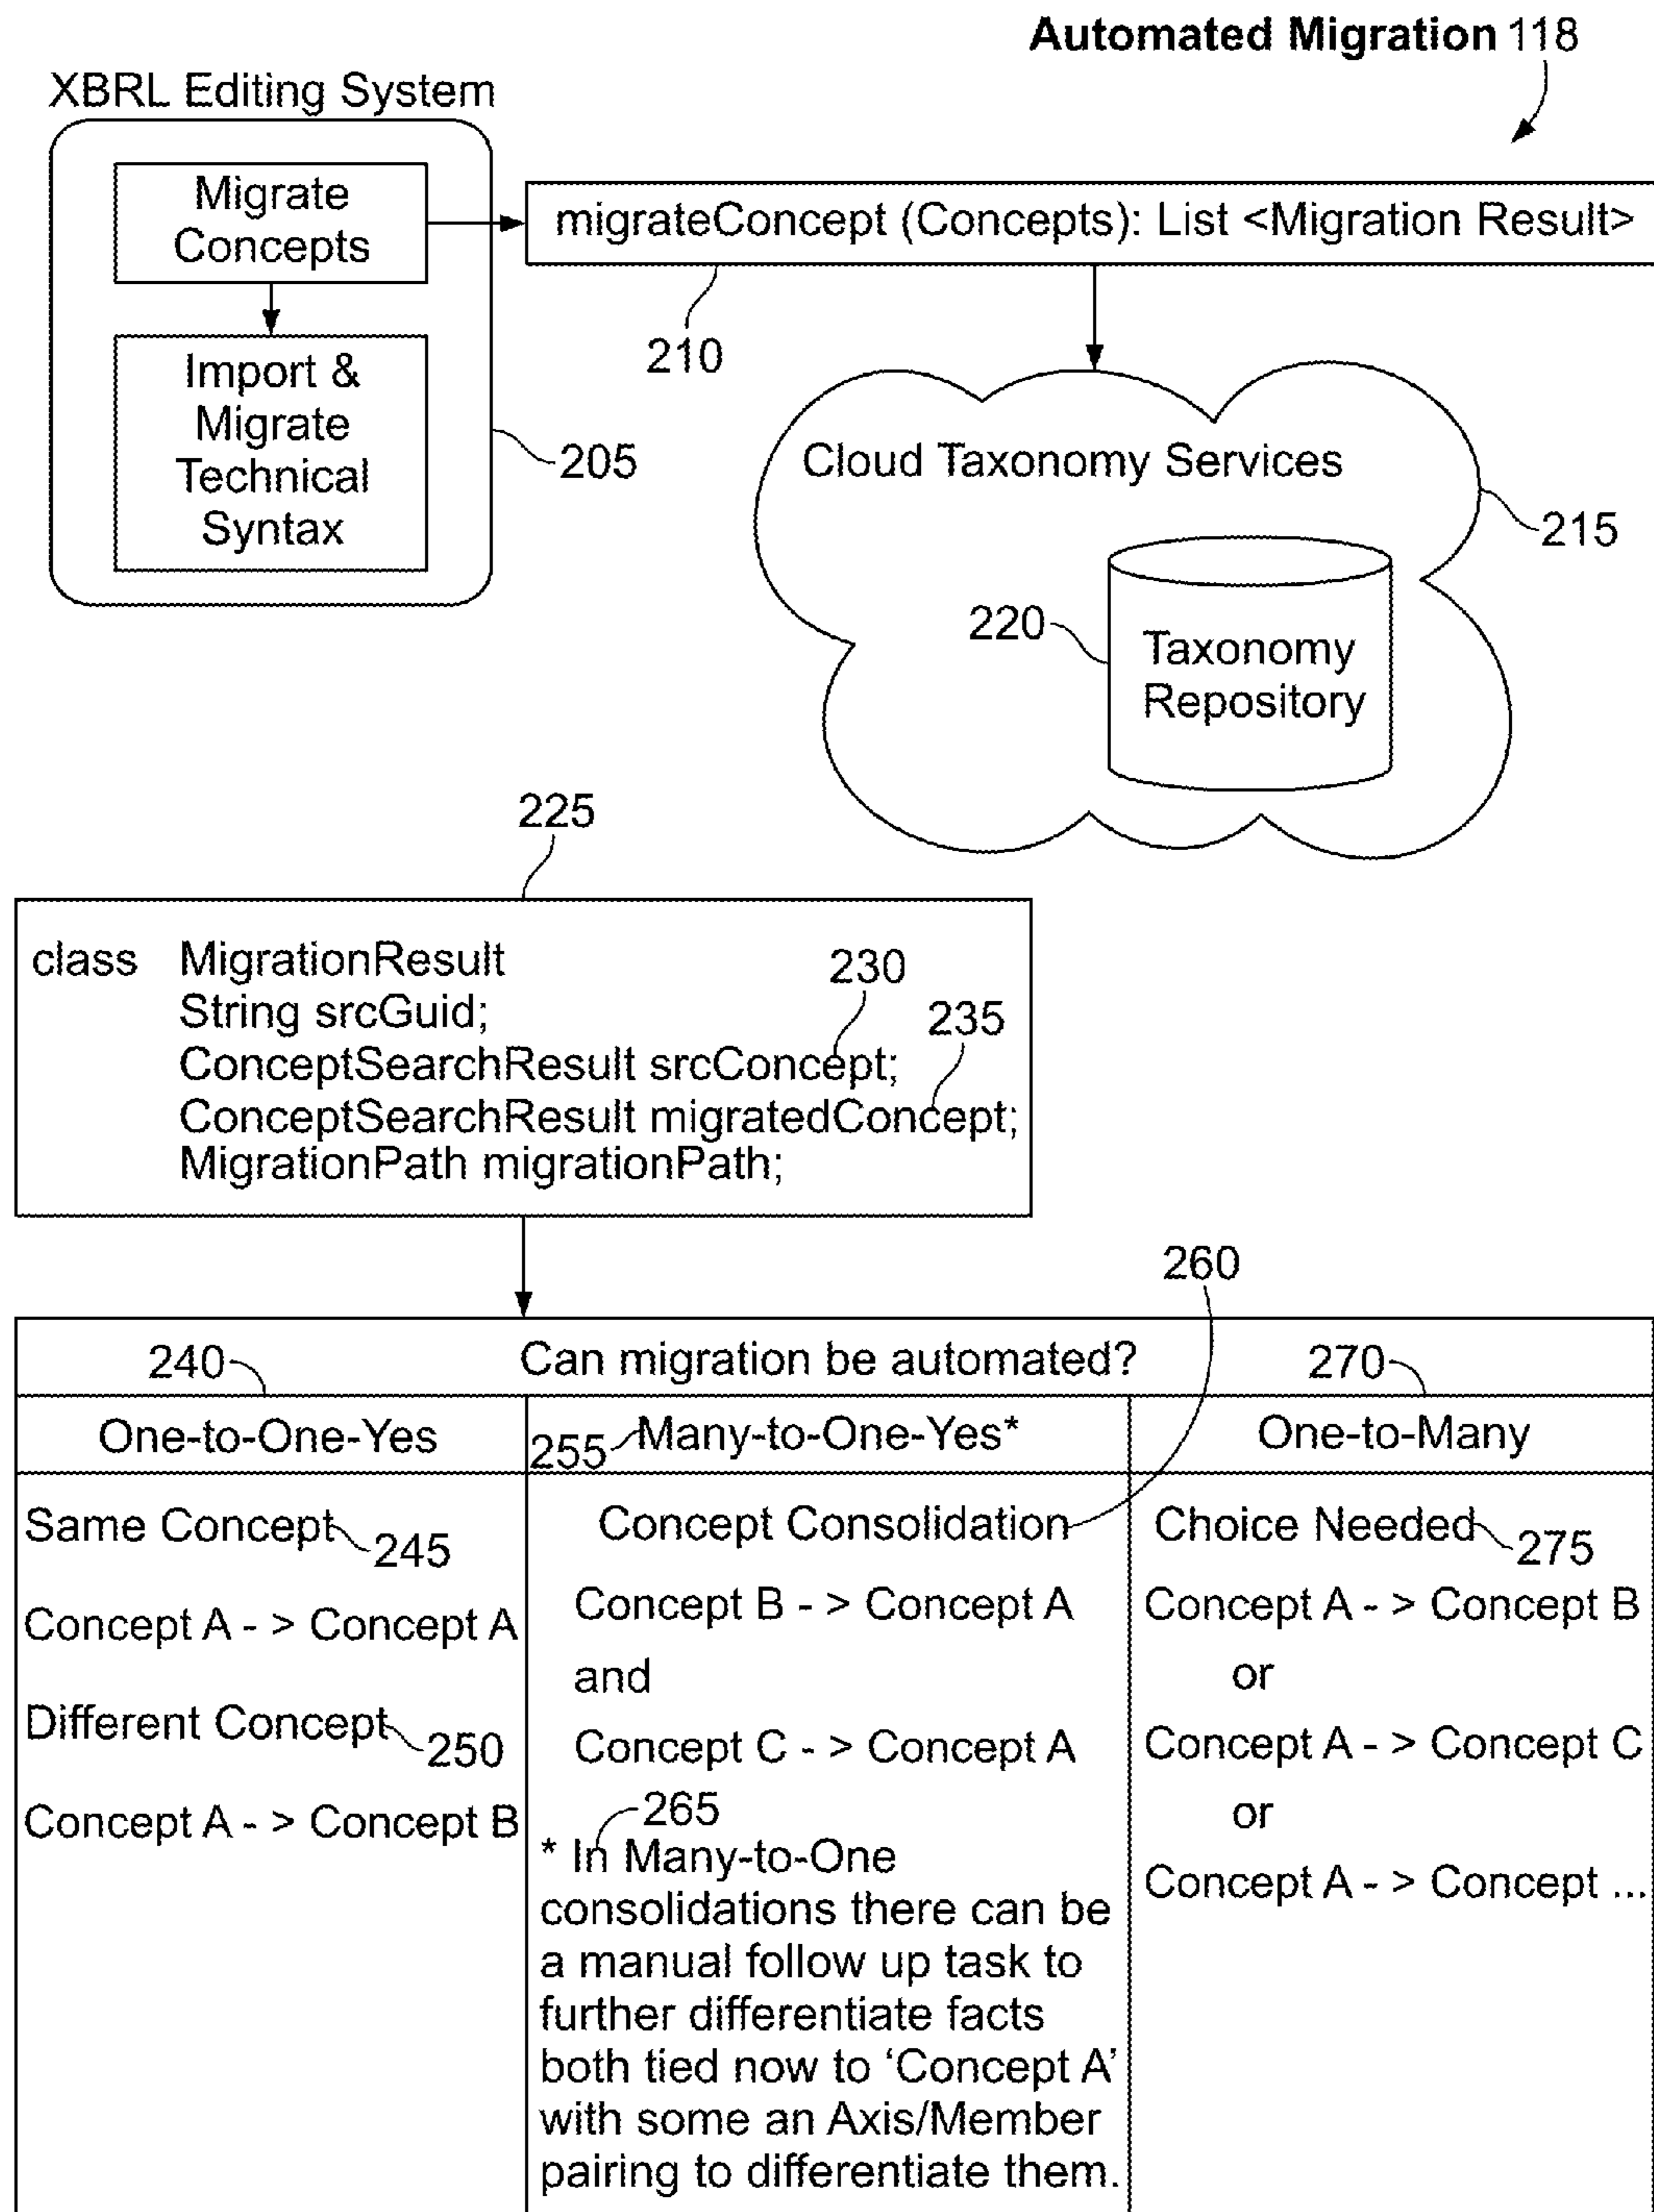 Automated Migration 118
XBRL Editing System
Migrate
Concepts
migrateConcept (Concepts): List <Migration Result>
210
Import &
Migrate
Technical
Syntax
205
Cloud Taxonomy Services
215
220
Taxonomy
Repository
225
class MigrationResult
230
String srcGuid;
235
ConceptSearchResult srcConcept;
ConceptSearchResult migratedConcept;
MigrationPath migrationPath;
260
240
Can migration be automated?
270
One-to-One-Yes
Same Concept 245
Concept A - > Concept A
Different Concept 250
Concept A - > Concept B
255 Many-to-One-Yes*
Concept Consolidation
Concept B - > Concept A
and
Concept C - > Concept A
265
* In Many-to-One
consolidations there can be
a manual follow up task to
further differentiate facts
both tied now to ‘Concept A’
with some an Axis/Member
pairing to differentiate them.
One-to-Many
Choice Needed 275
Concept A - > Concept B
or
Concept A - > Concept C
or
Concept A - > Concept ...